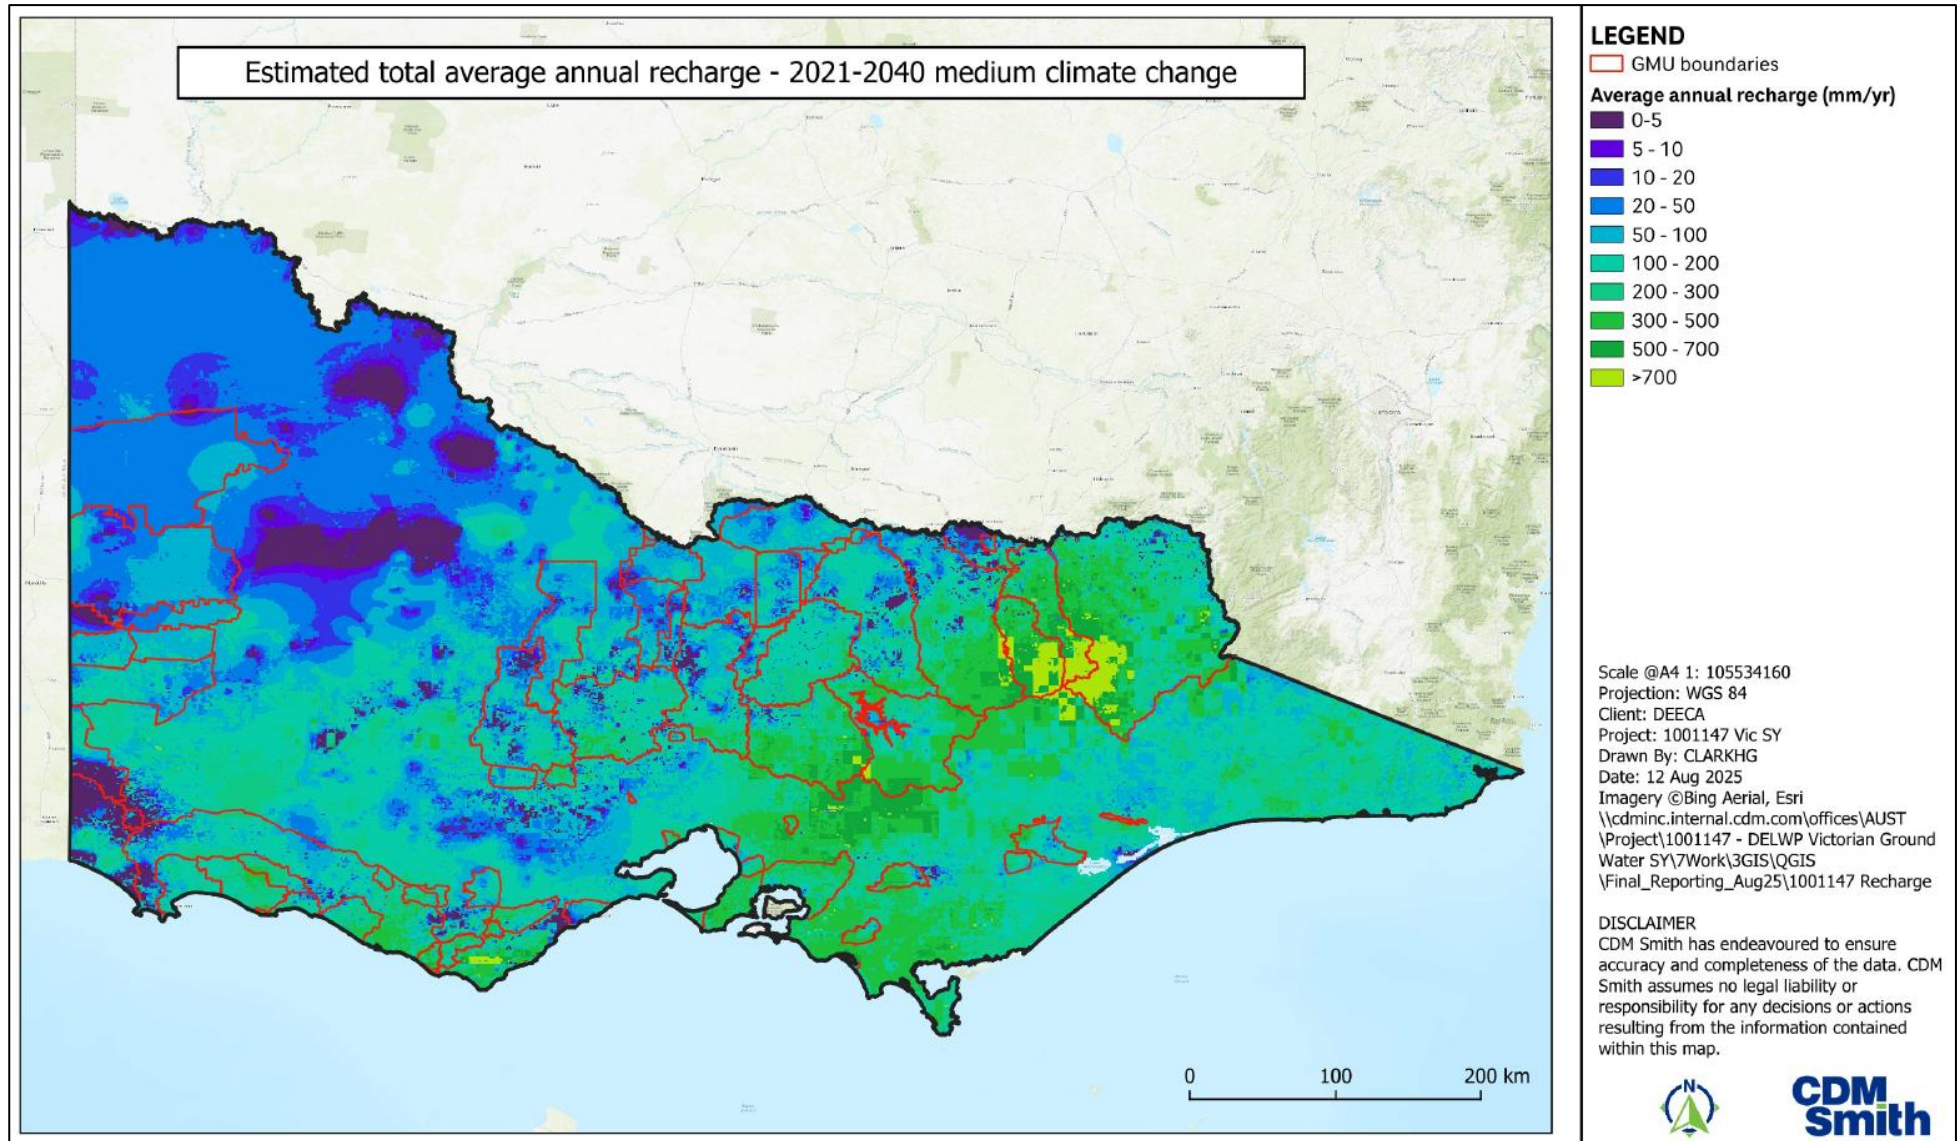 Estimated total average annual recharge - 2021-2040 medium climate change
0
100
200 km
LEGEND
GMU boundaries
Average annual recharge (mm/yr)
0-5
5 - 10
10 - 20
20 - 50
50 - 100
100 - 200
200 - 300
300 - 500
500 - 700
>700
Scale @A4 1: 105534160
Projection: WGS 84
Client: DEECA
Project: 1001147 Vic SY
Drawn By: CLARKHG
Date: 12 Aug 2025
Imagery ©Bing Aerial, Esri
\\cdminc.internal.cdm.com\offices\AUST
\Project\1001147 - DELWP Victorian Ground
Water SY\7Work\3GIS\QGIS
\Final_Reporting_Aug25\1001147 Recharge
DISCLAIMER
CDM Smith has endeavoured to ensure
accuracy and completeness of the data. CDM
Smith assumes no legal liability or
responsibility for any decisions or actions
resulting from the information contained
within this map.
N
CDM
Smith